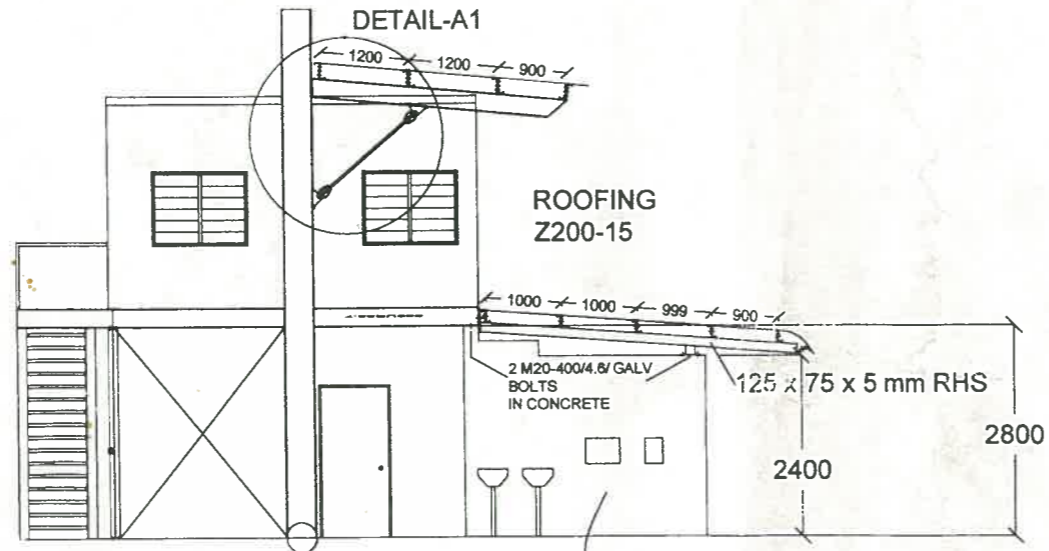 DETAIL-A1
1200
1200
900
ROOFING
Z200-15
1000
1000
999
900
2 M20-400/4.6/ GALV
BOLTS
IN CONCRETE
125 x 75 x 5 mm RHS
2800
2400